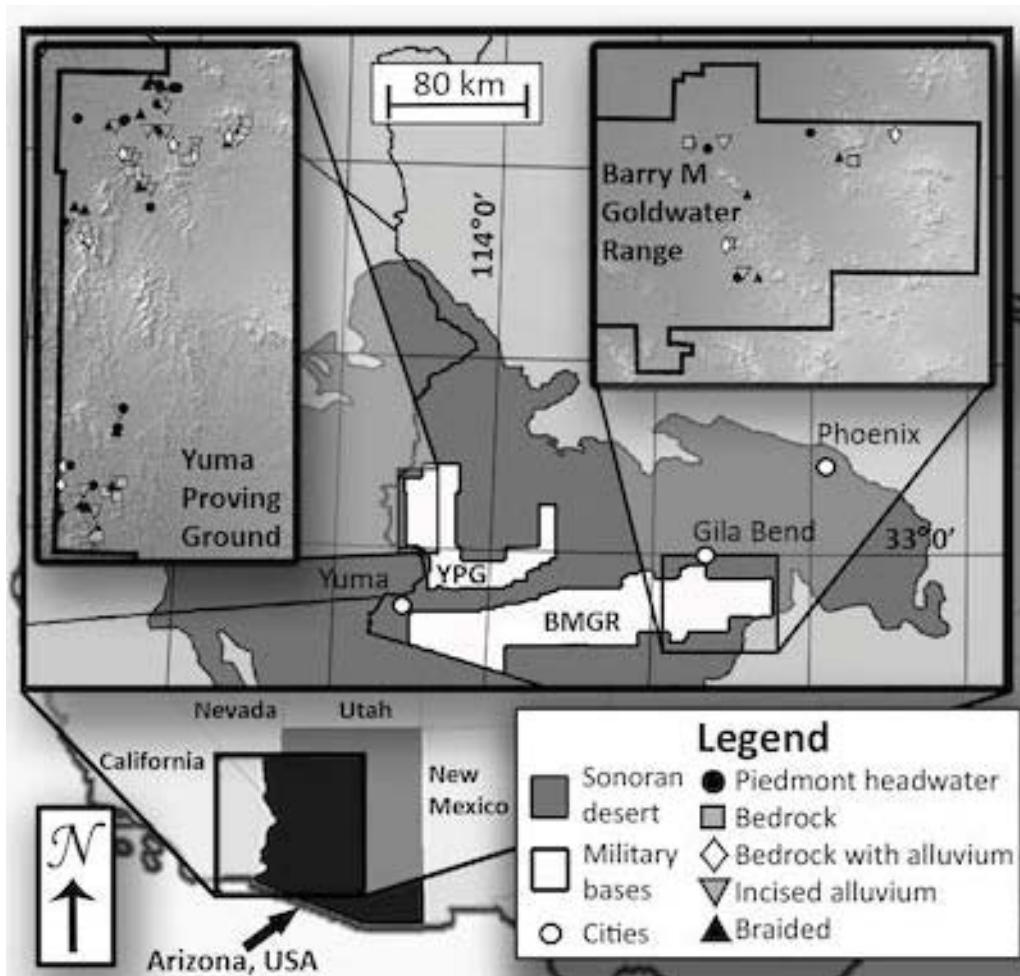 80 km
114°0'
Barry M
Goldwater
Range
Yuma
Proving
Ground
Phoenix
Gila Bend
33°0'
Yuma
YPG
BMGR
Nevada
Utah
California
New
Mexico
N
Arizona, USA
Legend
Sonoran
desert
Military
bases
Cities
Piedmont headwater
Bedrock
Bedrock with alluvium
Incised alluvium
Braided